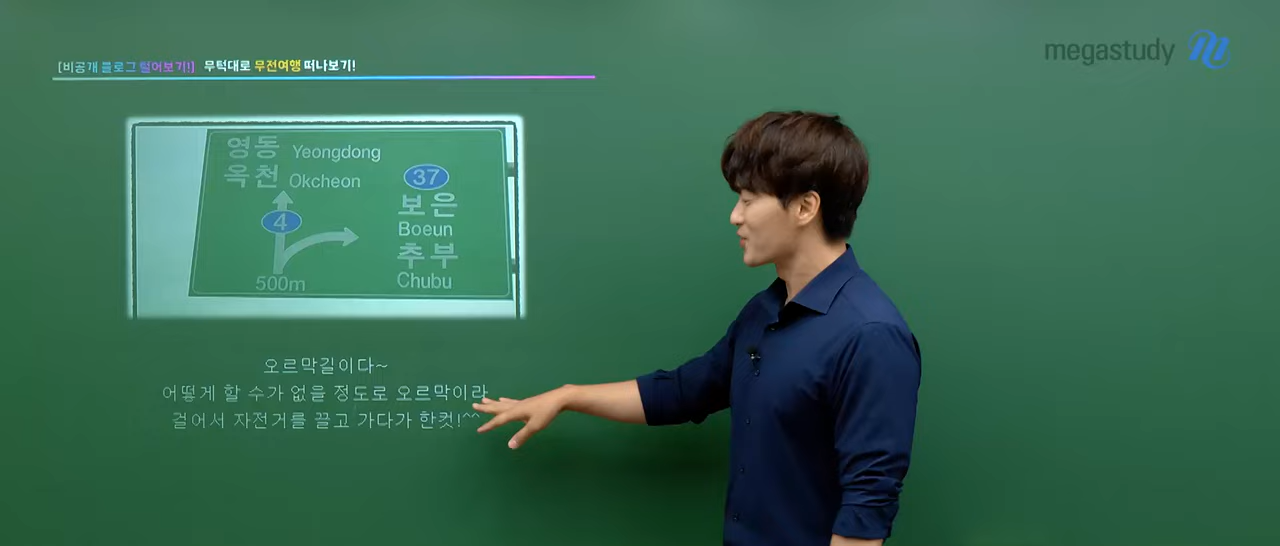 [비공개 블로그 털어보기!] 무턱대로 무전여행 떠나보기!
megastudy
영동 Yeongdong
옥천 Okcheon
37
보은
Boeun
추부
Chubu
4
500m
오르막길이다~
어떻게 할 수가 없을 정도로 오르막이라
걸어서 자전거를 끌고 가다가 한컷!^^